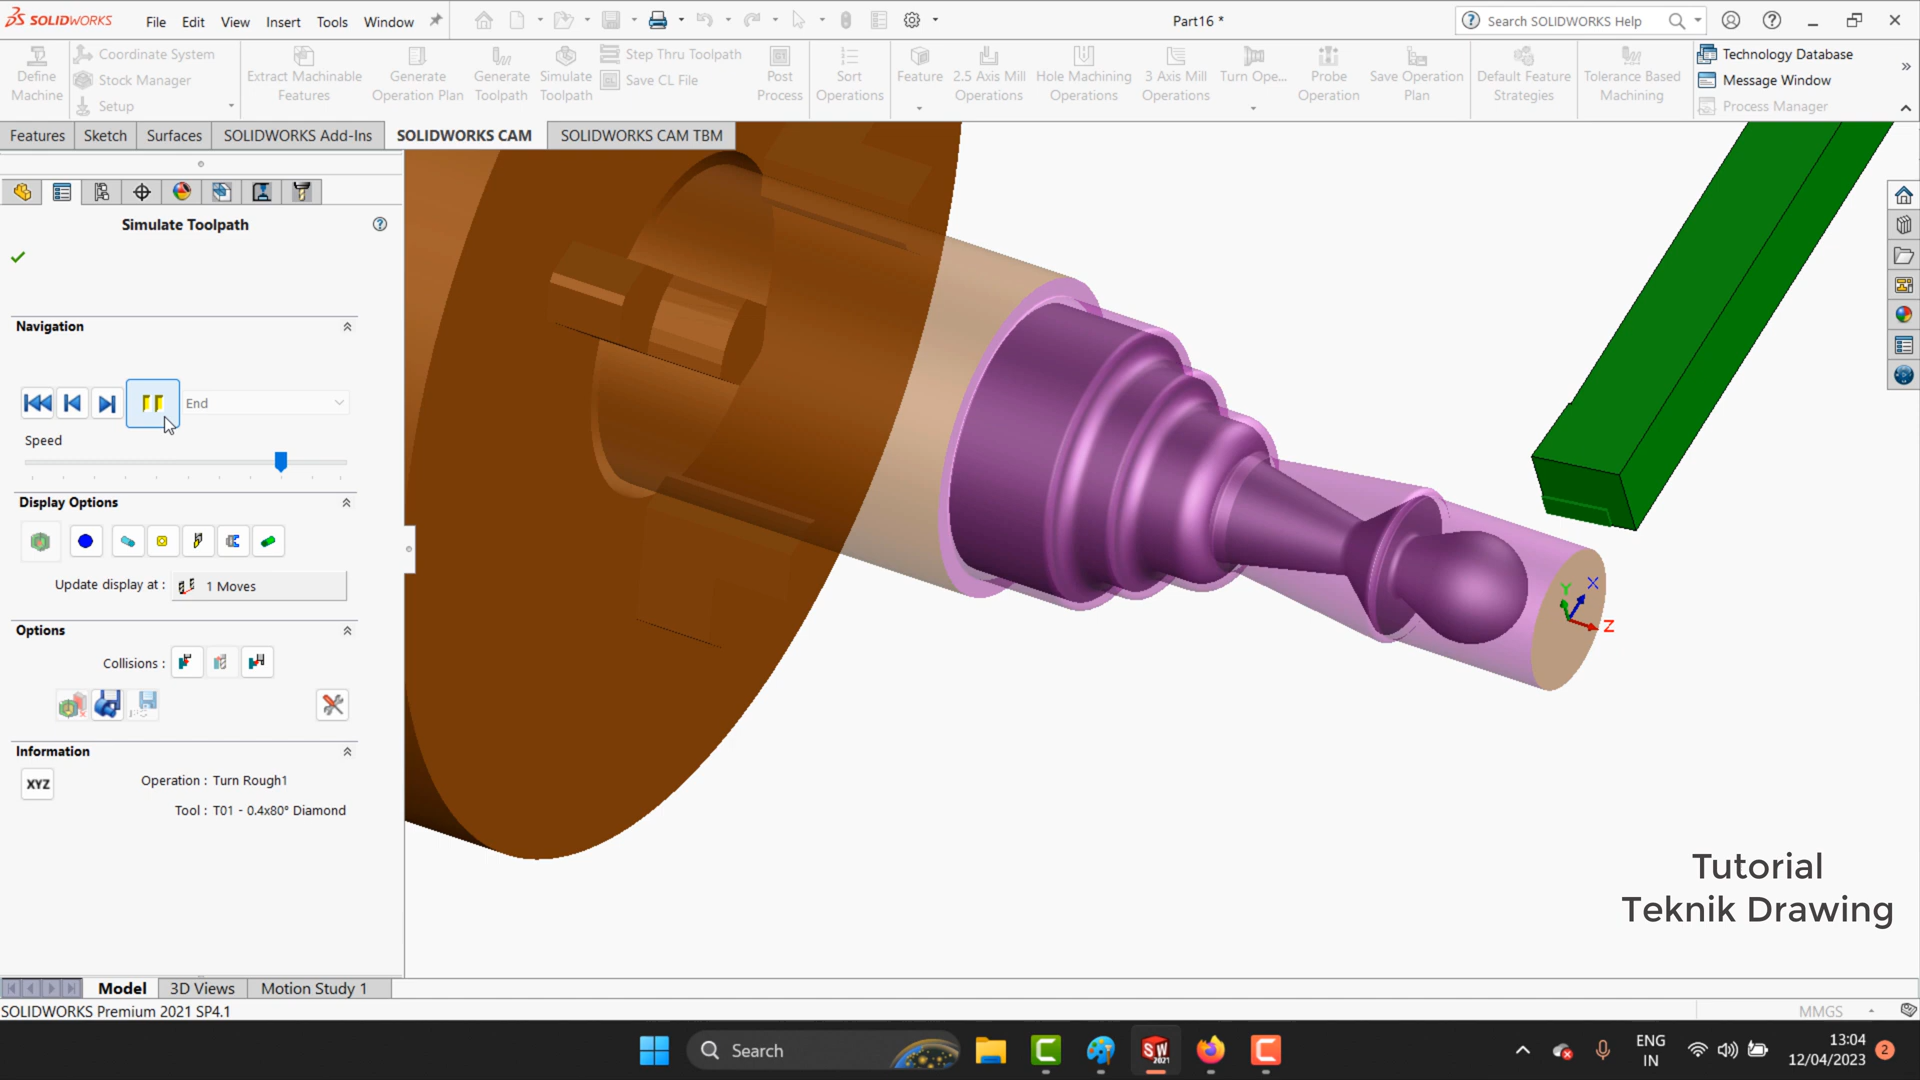 SOLIDWORKS File Edit View Insert Tools Window Part16 * Search SOLIDWORKS Help
Define Machine
Coordinate System
Stock Manager
Setup
Extract Machinable Features
Generate Operation Plan
Generate Toolpath
Simulate Toolpath
Step Thru Toolpath
Save CL File
Post Process
Sort Operations
Feature
2.5 Axis Mill Operations
Hole Machining Operations
3 Axis Mill Operations
Turn Ope...
Probe Operation
Save Operation Plan
Default Feature Strategies
Tolerance Based Machining
Technology Database
Message Window
Process Manager
Features Sketch Surfaces SOLIDWORKS Add-Ins SOLIDWORKS CAM SOLIDWORKS CAM TBM
Simulate Toolpath
Navigation
End
Speed
Display Options
Update display at : 1 Moves
Options
Collisions :
Information
XYZ
Operation : Turn Rough1
Tool : T01 - 0.4x80° Diamond
Y X
Z
Tutorial
Teknik Drawing
Model 3D Views Motion Study 1
SOLIDWORKS Premium 2021 SP4.1 MMGS
Search
SW
2021
ENG
IN
13:04
12/04/2023
2